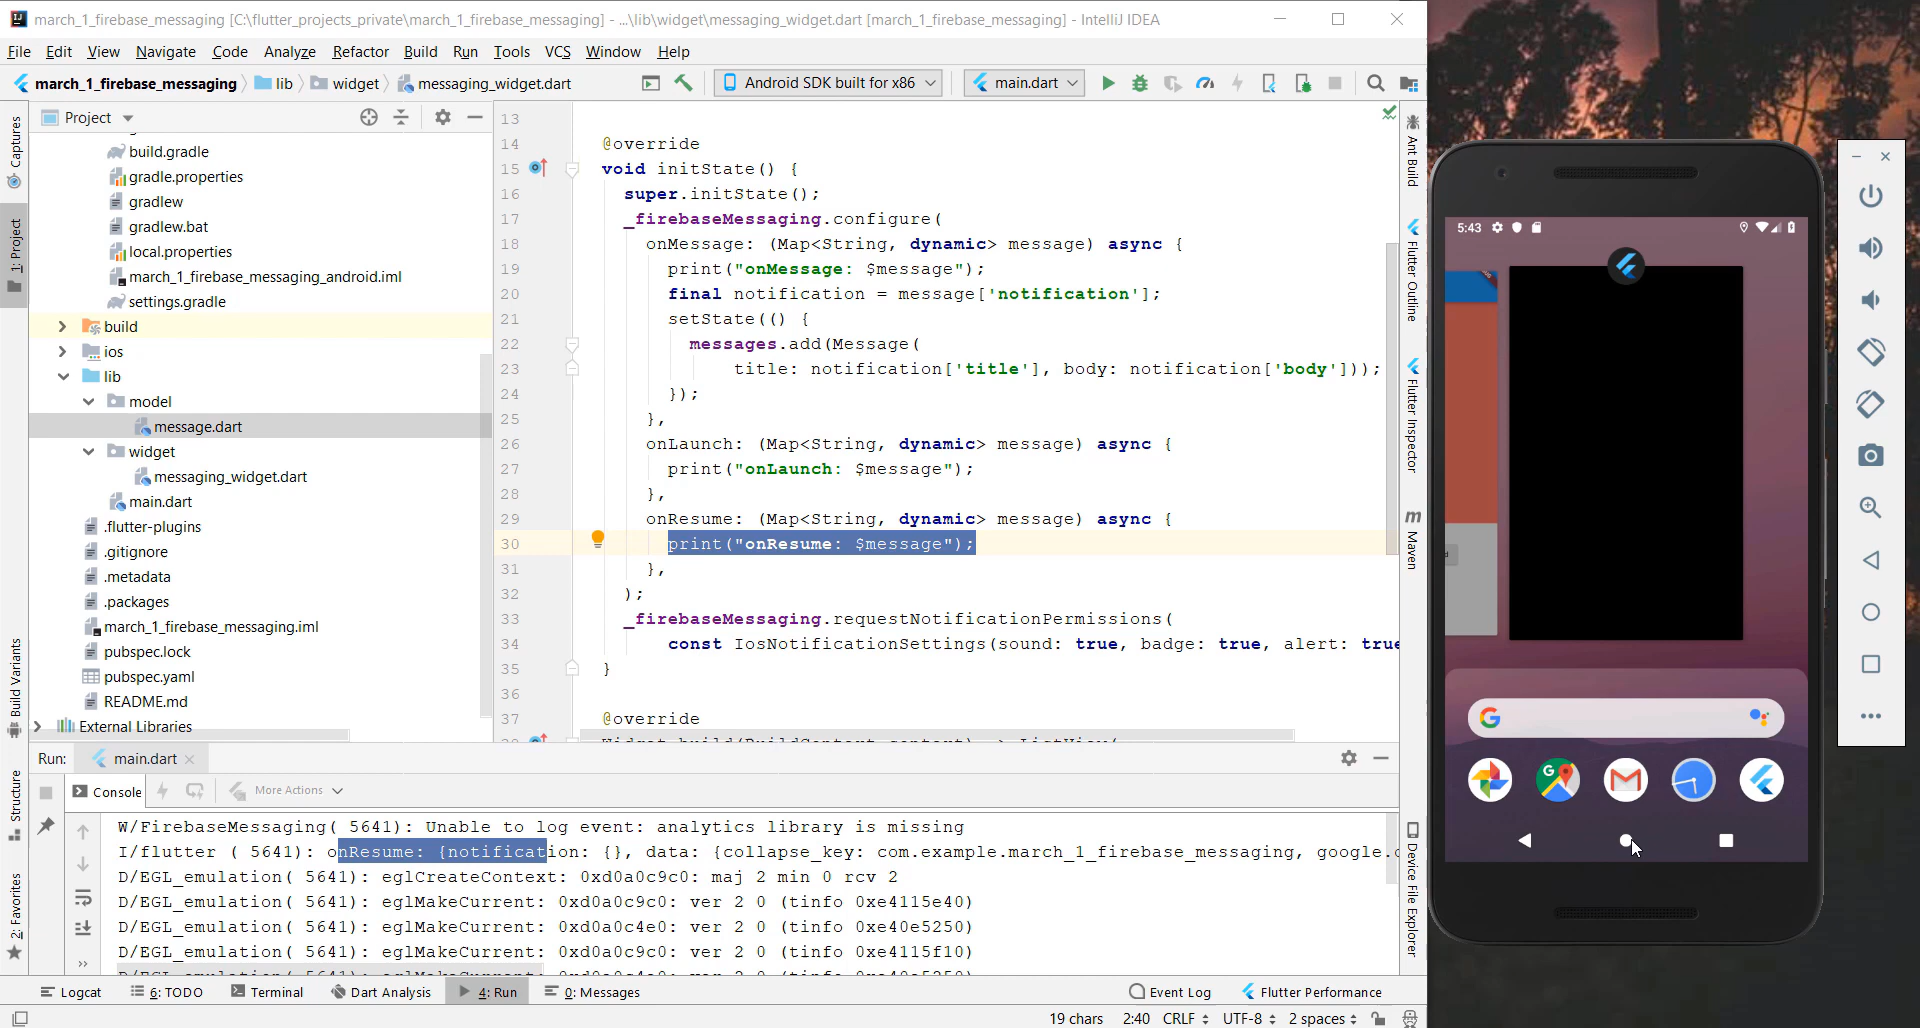 march_1_firebase_messaging [C:\flutter_projects_private\march_1_firebase_messaging] - ...\lib\widget\messaging_widget.dart [march_1_firebase_messaging] - IntelliJ IDEA
File Edit View Navigate Code Analyze Refactor Build Run Tools VCS Window Help
march_1_firebase_messaging lib widget messaging_widget.dart Android SDK built for x86 main.dart
Project
build.gradle
gradle.properties
gradlew
gradlew.bat
local.properties
march_1_firebase_messaging_android.iml
settings.gradle
build
ios
lib
model
message.dart
widget
messaging_widget.dart
main.dart
.flutter-plugins
.gitignore
.metadata
.packages
march_1_firebase_messaging.iml
pubspec.lock
pubspec.yaml
README.md
External Libraries
Captures
1: Project
Build Variants
Structure
2: Favorites
13
14 @override
15 void initState() {
16 super.initState();
17 _firebaseMessaging.configure(
18 onMessage: (Map<String, dynamic> message) async {
19 print("onMessage: $message");
20 final notification = message['notification'];
21 setState(() {
22 messages.add(Message(
23 title: notification['title'], body: notification['body']));
24 });
25 },
26 onLaunch: (Map<String, dynamic> message) async {
27 print("onLaunch: $message");
28 },
29 onResume: (Map<String, dynamic> message) async {
30 print("onResume: $message");
31 },
32 );
33 _firebaseMessaging.requestNotificationPermissions(
34 const IosNotificationSettings(sound: true, badge: true, alert: true
35 }
36
37 @override
Widget build(BuildContext context) => ListView(
Ant Build
Flutter Outline
Flutter Inspector
m Maven
Device File Explorer
Run: main.dart
Console More Actions
W/FirebaseMessaging( 5641): Unable to log event: analytics library is missing
I/flutter ( 5641): onResume: {notification: {}, data: {collapse_key: com.example.march_1_firebase_messaging, google.c
D/EGL_emulation( 5641): eglCreateContext: 0xd0a0c9c0: maj 2 min 0 rcv 2
D/EGL_emulation( 5641): eglMakeCurrent: 0xd0a0c9c0: ver 2 0 (tinfo 0xe4115e40)
D/EGL_emulation( 5641): eglMakeCurrent: 0xd0a0c4e0: ver 2 0 (tinfo 0xe40e5250)
D/EGL_emulation( 5641): eglMakeCurrent: 0xd0a0c9c0: ver 2 0 (tinfo 0xe4115f10)
Logcat 6: TODO Terminal Dart Analysis 4: Run 0: Messages Event Log Flutter Performance
19 chars 2:40 CRLF UTF-8 2 spaces
5:43
G